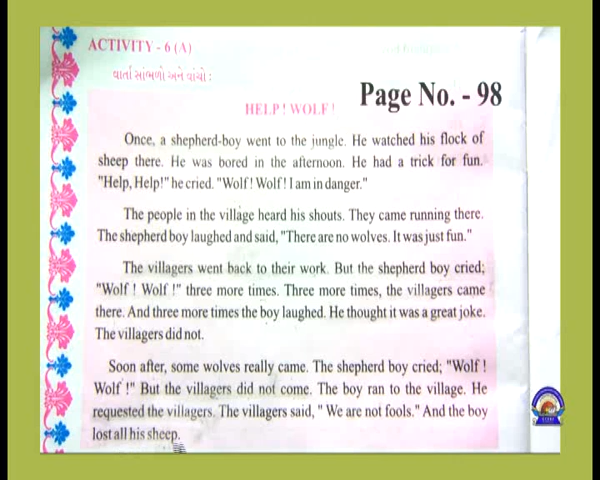 ACTIVITY - 6 (A)
વાર્તા સાંભળો અને વાંચો :
Page No. - 98
HELP! WOLF!
Once, a shepherd-boy went to the jungle. He watched his flock of
sheep there. He was bored in the afternoon. He had a trick for fun.
"Help, Help!" he cried. "Wolf! Wolf! I am in danger."
The people in the village heard his shouts. They came running there.
The shepherd boy laughed and said, "There are no wolves. It was just fun."
The villagers went back to their work. But the shepherd boy cried;
"Wolf ! Wolf !" three more times. Three more times, the villagers came
there. And three more times the boy laughed. He thought it was a great joke.
The villagers did not.
Soon after, some wolves really came. The shepherd boy cried; "Wolf !
Wolf !" But the villagers did not come. The boy ran to the village. He
requested the villagers. The villagers said, " We are not fools." And the boy
lost all his sheep.